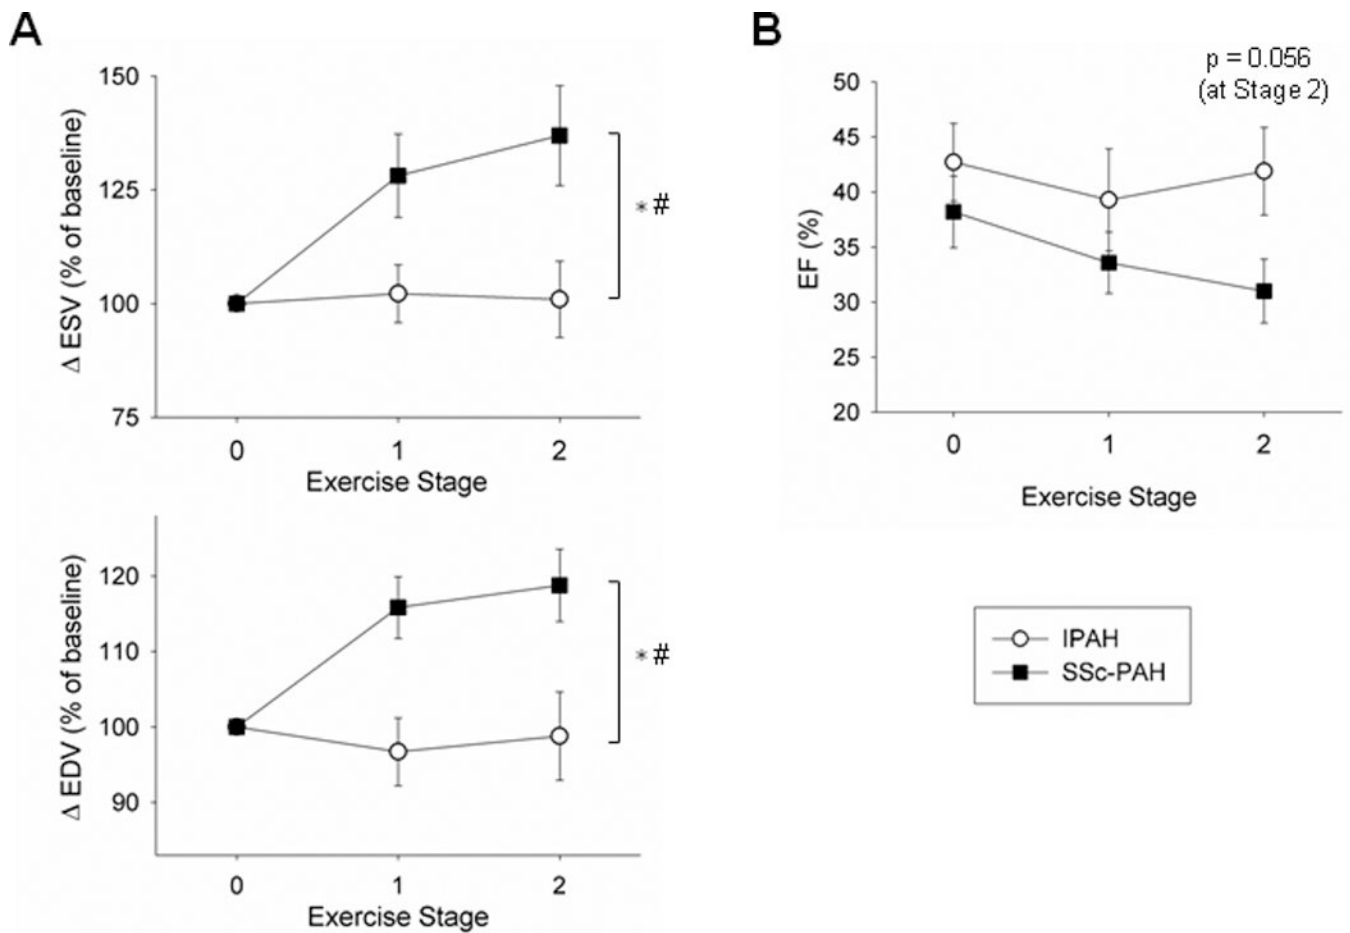 A
150
125
100
75
Δ ESV (% of baseline)
*#
0 1 2
Exercise Stage
120
110
100
90
Δ EDV (% of baseline)
*#
0 1 2
Exercise Stage
B
p = 0.056
(at Stage 2)
50
45
40
35
30
25
20
EF (%)
0 1 2
Exercise Stage
IPAH
SSc-PAH